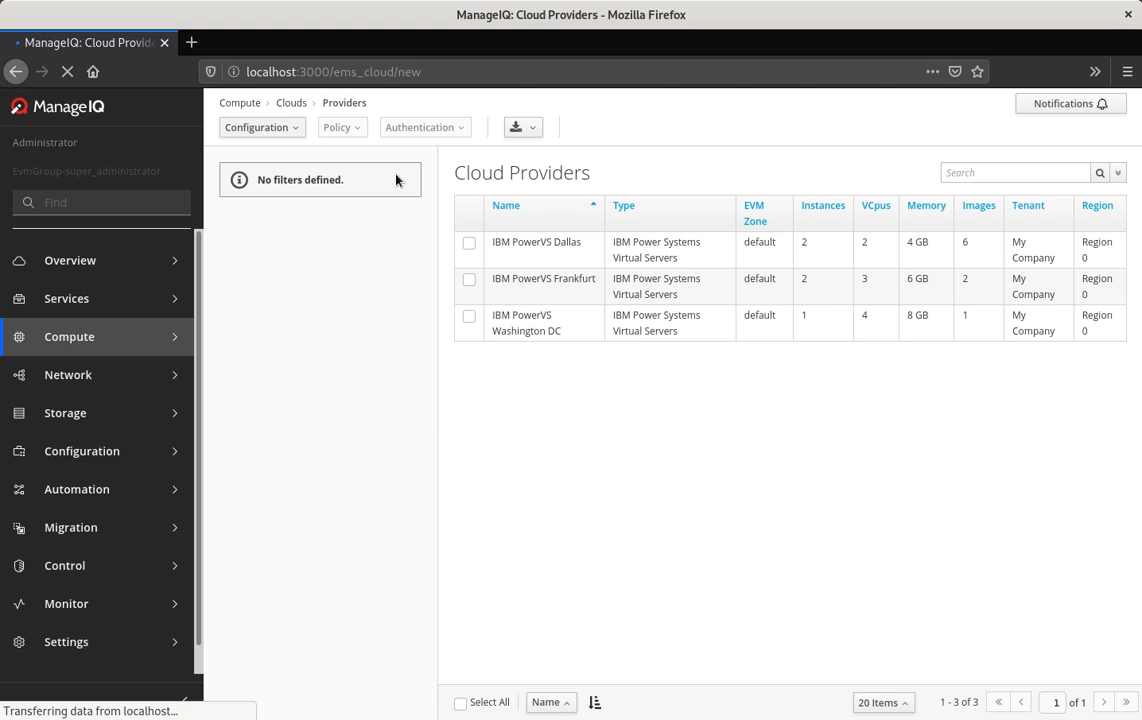 ManageIQ: Cloud Providers - Mozilla Firefox
ManageIQ: Cloud Provide
localhost:3000/ems_cloud/new
ManageIQ
Compute > Clouds > Providers
Notifications
Configuration
Policy
Authentication
Administrator
EvmGroup-super_administrator
Find
Overview
Services
Compute
Network
Storage
Configuration
Automation
Migration
Control
Monitor
Settings
No filters defined.
Cloud Providers
Search
Name Type EVM Zone Instances VCpus Memory Images Tenant Region
IBM PowerVS Dallas IBM Power Systems Virtual Servers default 2 2 4 GB 6 My Company Region 0
IBM PowerVS Frankfurt IBM Power Systems Virtual Servers default 2 3 6 GB 2 My Company Region 0
IBM PowerVS Washington DC IBM Power Systems Virtual Servers default 1 4 8 GB 1 My Company Region 0
Select All
Name
20 Items
1 - 3 of 3
1 of 1
Transferring data from localhost...